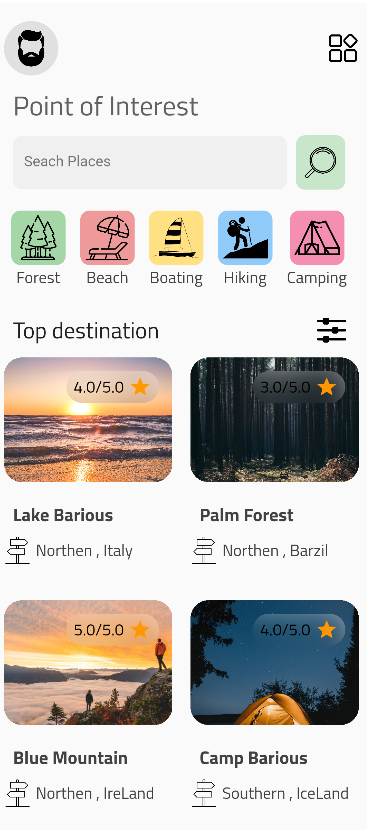 Point of Interest
Seach Places
Forest Beach Boating Hiking Camping
Top destination
4.0/5.0 3.0/5.0
Lake Barious Palm Forest
Northen , Italy Northen , Barzil
5.0/5.0 4.0/5.0
Blue Mountain Camp Barious
Northen , IreLand Southern , IceLand